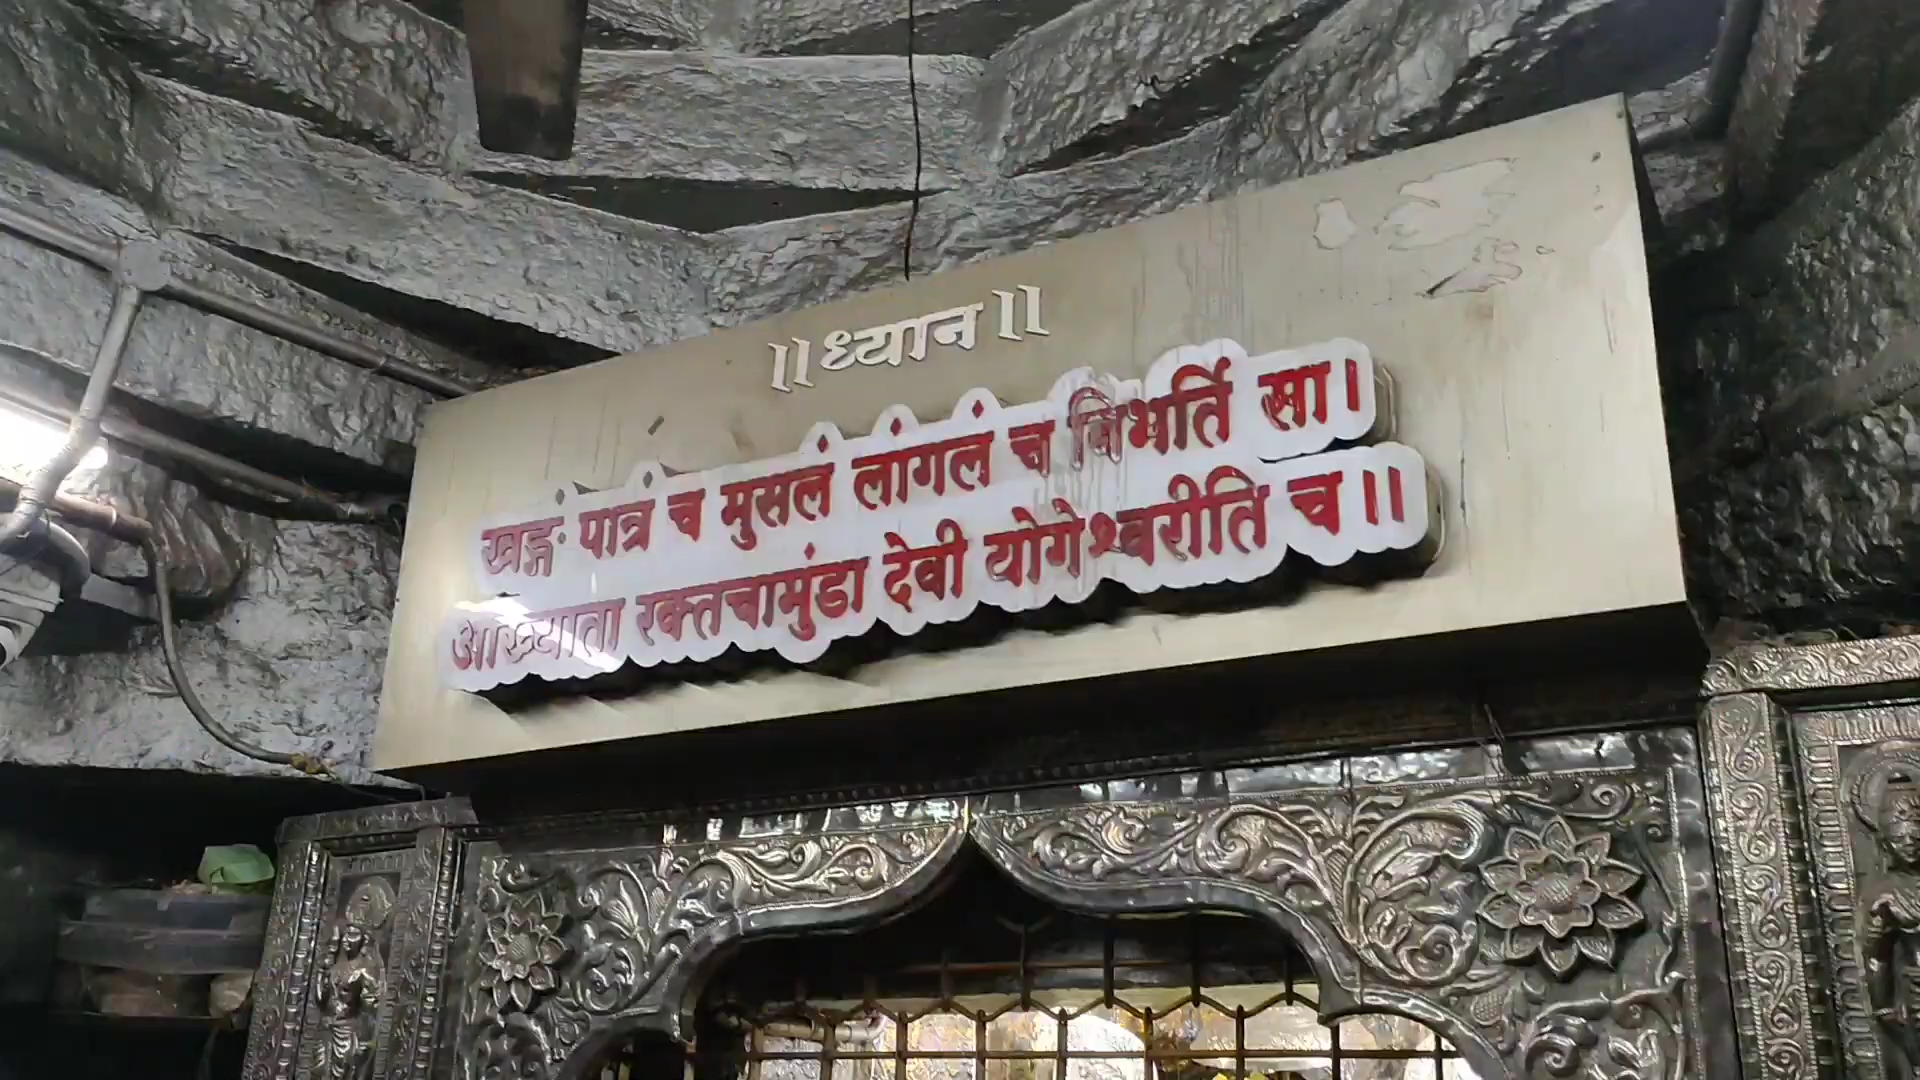 ॥ ध्यान ॥
खड्गं पात्रं च मुसलं लांगलं च बिभर्ति सा।
आख्याता रक्तचामुंडा देवी योगेश्वरीति च॥